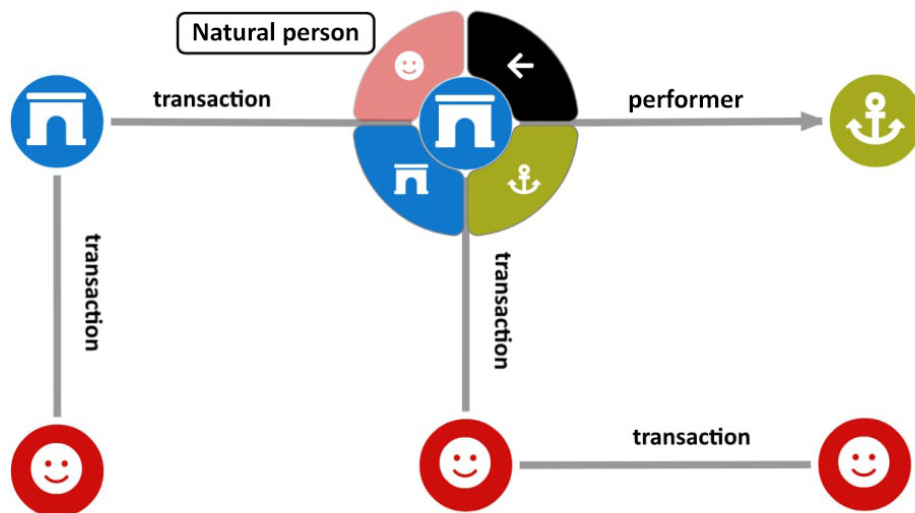 Natural person
transaction
performer
transaction
transaction
transaction